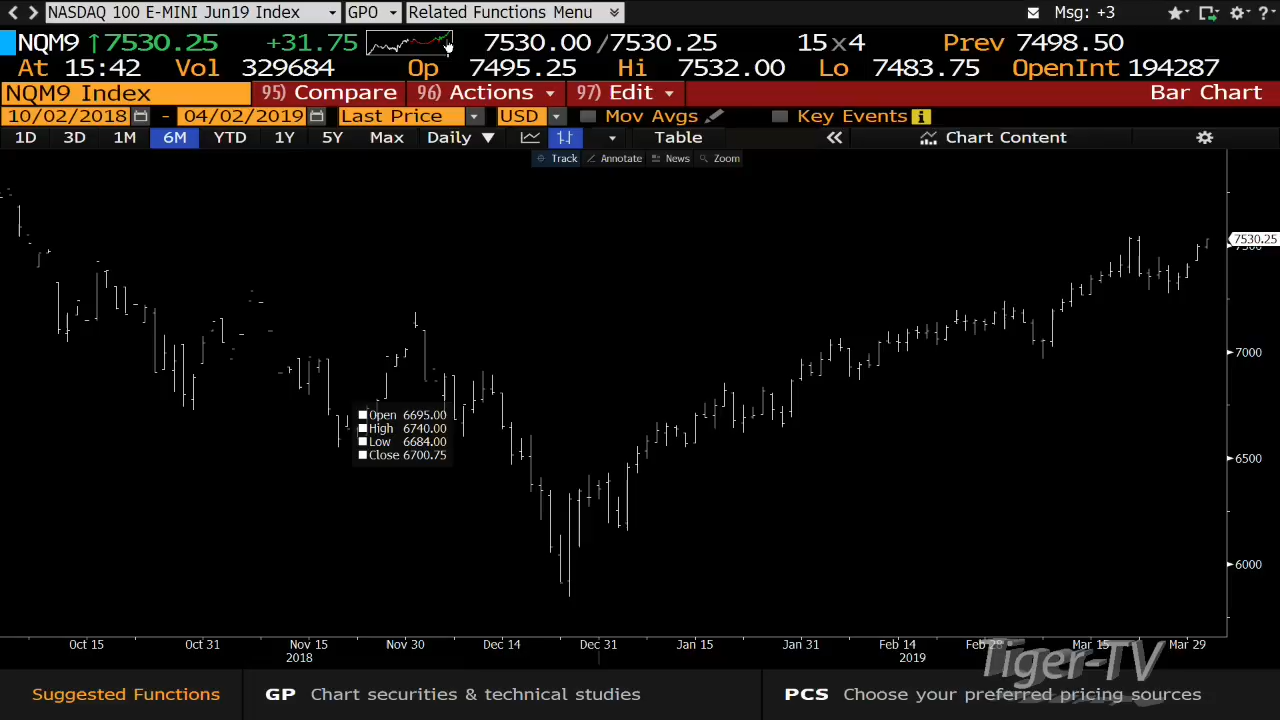 NASDAQ 100 E-MINI Jun19 Index GPO Related Functions Menu Msg: +3 ?
NQM9 ↑7530.25 +31.75 7530.00/7530.25 15x4 Prev 7498.50
At 15:42 Vol 329684 Op 7495.25 Hi 7532.00 Lo 7483.75 OpenInt 194287
NQM9 Index 95) Compare 96) Actions 97) Edit Bar Chart
10/02/2018 - 04/02/2019 Last Price USD Mov Avgs Key Events i
1D 3D 1M 6M YTD 1Y 5Y Max Daily Table Chart Content
Track Annotate News Zoom
7530.25
7500
7000
Open 6695.00
High 6740.00
Low 6684.00
Close 6700.75
6500
6000
Oct 15 Oct 31 Nov 15 Nov 30 Dec 14 Dec 31 Jan 15 Jan 31 Feb 14 Feb 28 Mar 15 Mar 29
2018 2019
Tiger-TV
Suggested Functions GP Chart securities & technical studies PCS Choose your preferred pricing sources